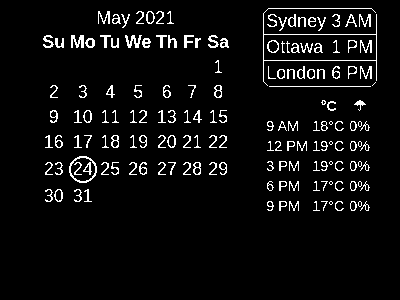 May 2021
Su Mo Tu We Th Fr Sa
1
2 3 4 5 6 7 8
9 10 11 12 13 14 15
16 17 18 19 20 21 22
23 24 25 26 27 28 29
30 31
Sydney 3 AM
Ottawa 1 PM
London 6 PM
°C ☂
9 AM 18°C 0%
12 PM 19°C 0%
3 PM 19°C 0%
6 PM 17°C 0%
9 PM 17°C 0%